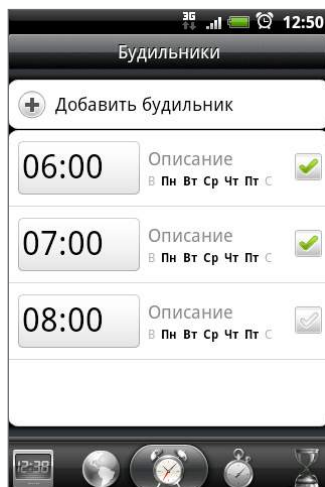 3G 12:50
Будильники
Добавить будильник
06:00 Описание
В Пн Вт Ср Чт Пт С
07:00 Описание
В Пн Вт Ср Чт Пт С
08:00 Описание
В Пн Вт Ср Чт Пт С
12:38